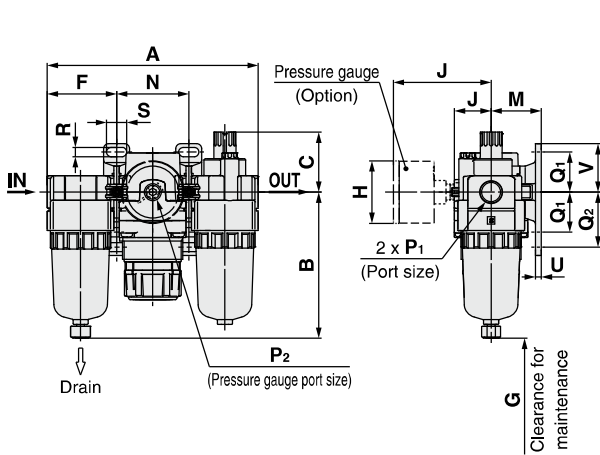 A
F
N
S
R
IN
OUT
C
B
Drain
P2
(Pressure gauge port size)
Pressure gauge
(Option)
J
J
M
H
2 x P1
(Port size)
Q1
V
Q1
Q2
U
G
Clearance for
maintenance